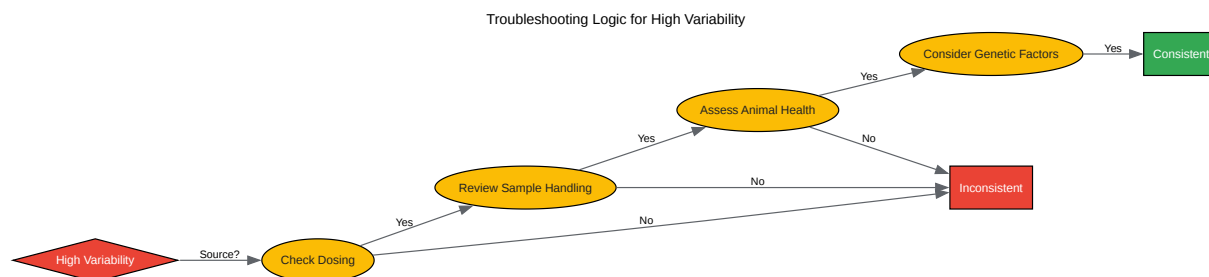 Troubleshooting Logic for High Variability
Consider Genetic Factors
Yes
Consistent
Yes
Assess Animal Health
Yes
No
Review Sample Handling
No
Inconsistent
Yes
No
High Variability
Source?
Check Dosing